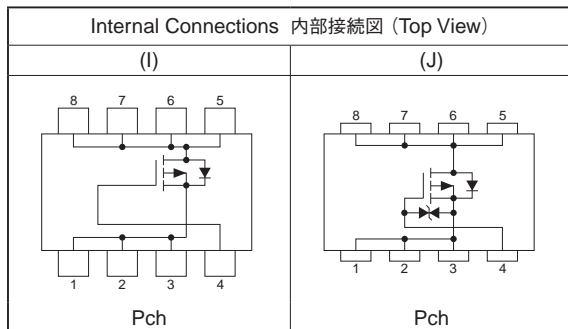 Internal Connections 内部接続図 (Top View)
(I)
(J)
8 7 6 5
8 7 6 5
1 2 3 4
1 2 3 4
Pch
Pch